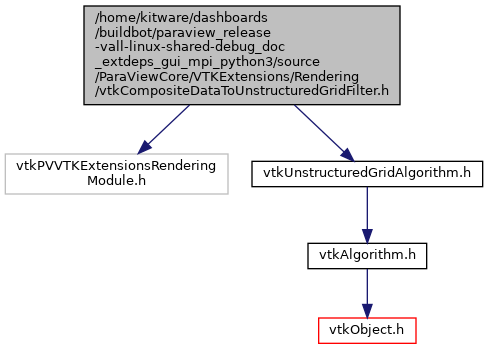 /home/kitware/dashboards
/buildbot/paraview_release
-vall-linux-shared-debug_doc
_extdeps_gui_mpi_python3/source
/ParaViewCore/VTKExtensions/Rendering
/vtkCompositeDataToUnstructuredGridFilter.h
vtkPVVTKExtensionsRendering
Module.h
vtkUnstructuredGridAlgorithm.h
vtkAlgorithm.h
vtkObject.h